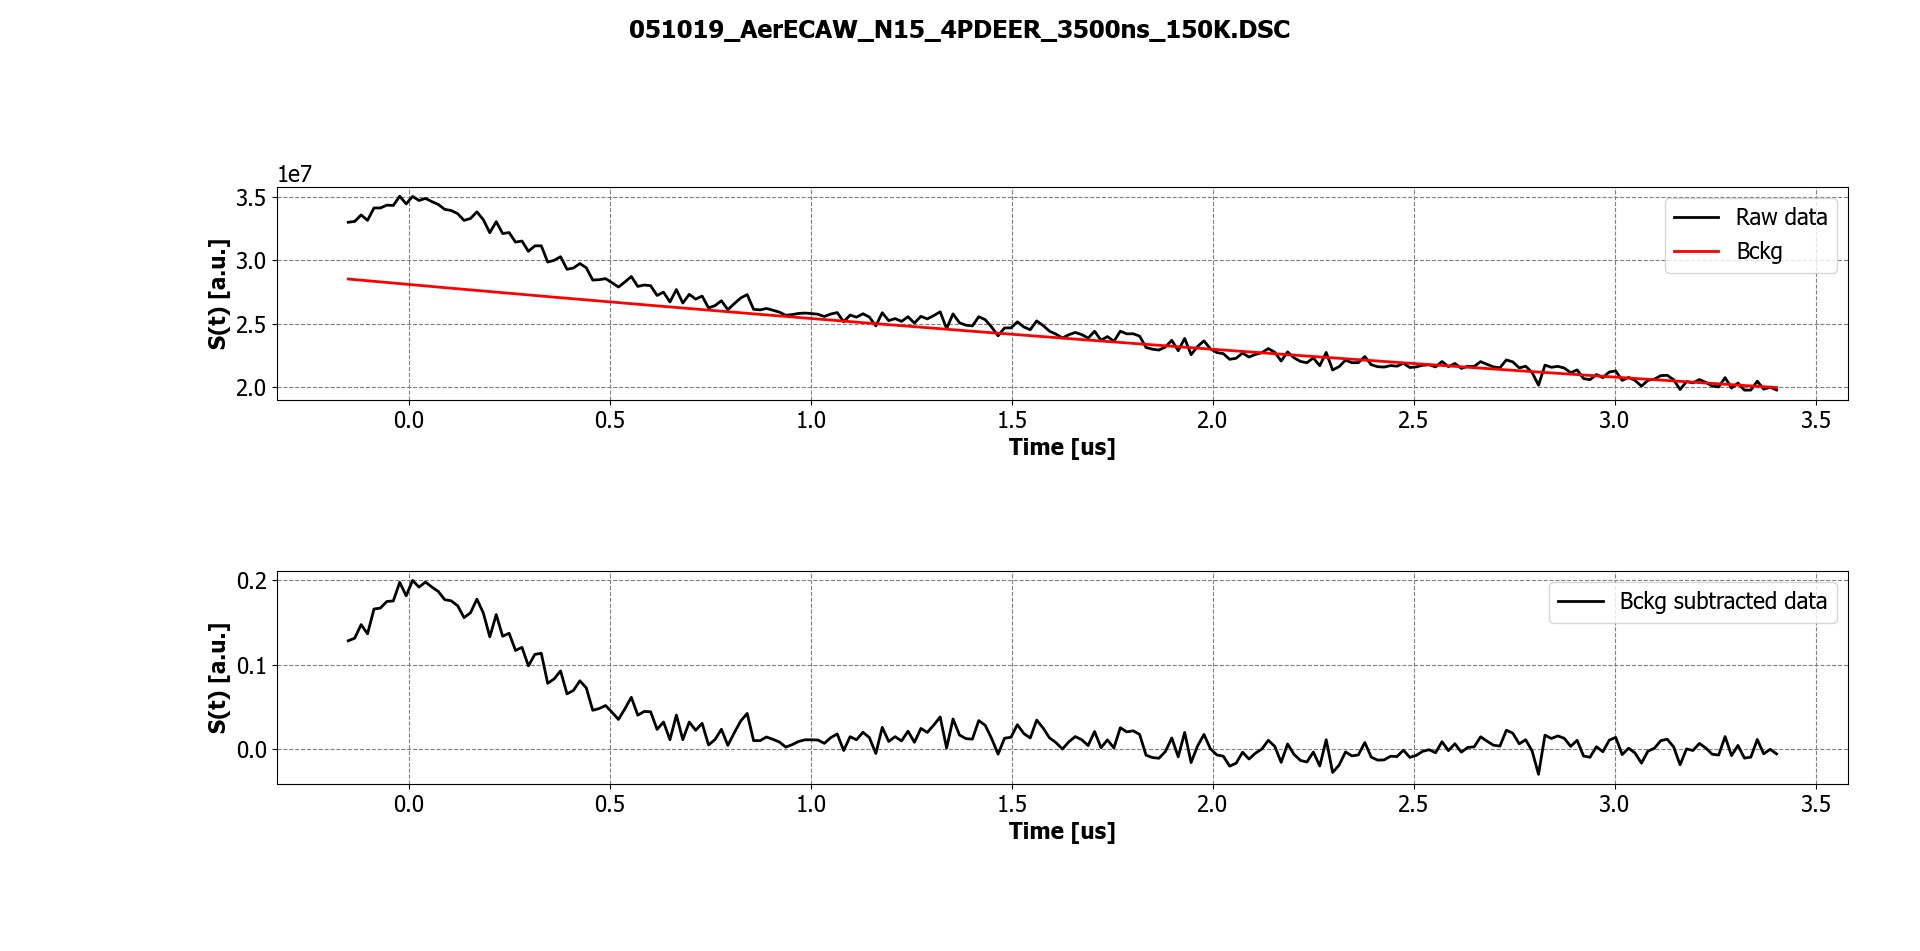 051019_AerECAW_N15_4PDEER_3500ns_150K.DSC
1e7
3.5
3.0
2.5
2.0
S(t) [a.u.]
Raw data
Bckg
0.0 0.5 1.0 1.5 2.0 2.5 3.0 3.5
Time [us]
0.2
0.1
0.0
S(t) [a.u.]
Bckg subtracted data
0.0 0.5 1.0 1.5 2.0 2.5 3.0 3.5
Time [us]